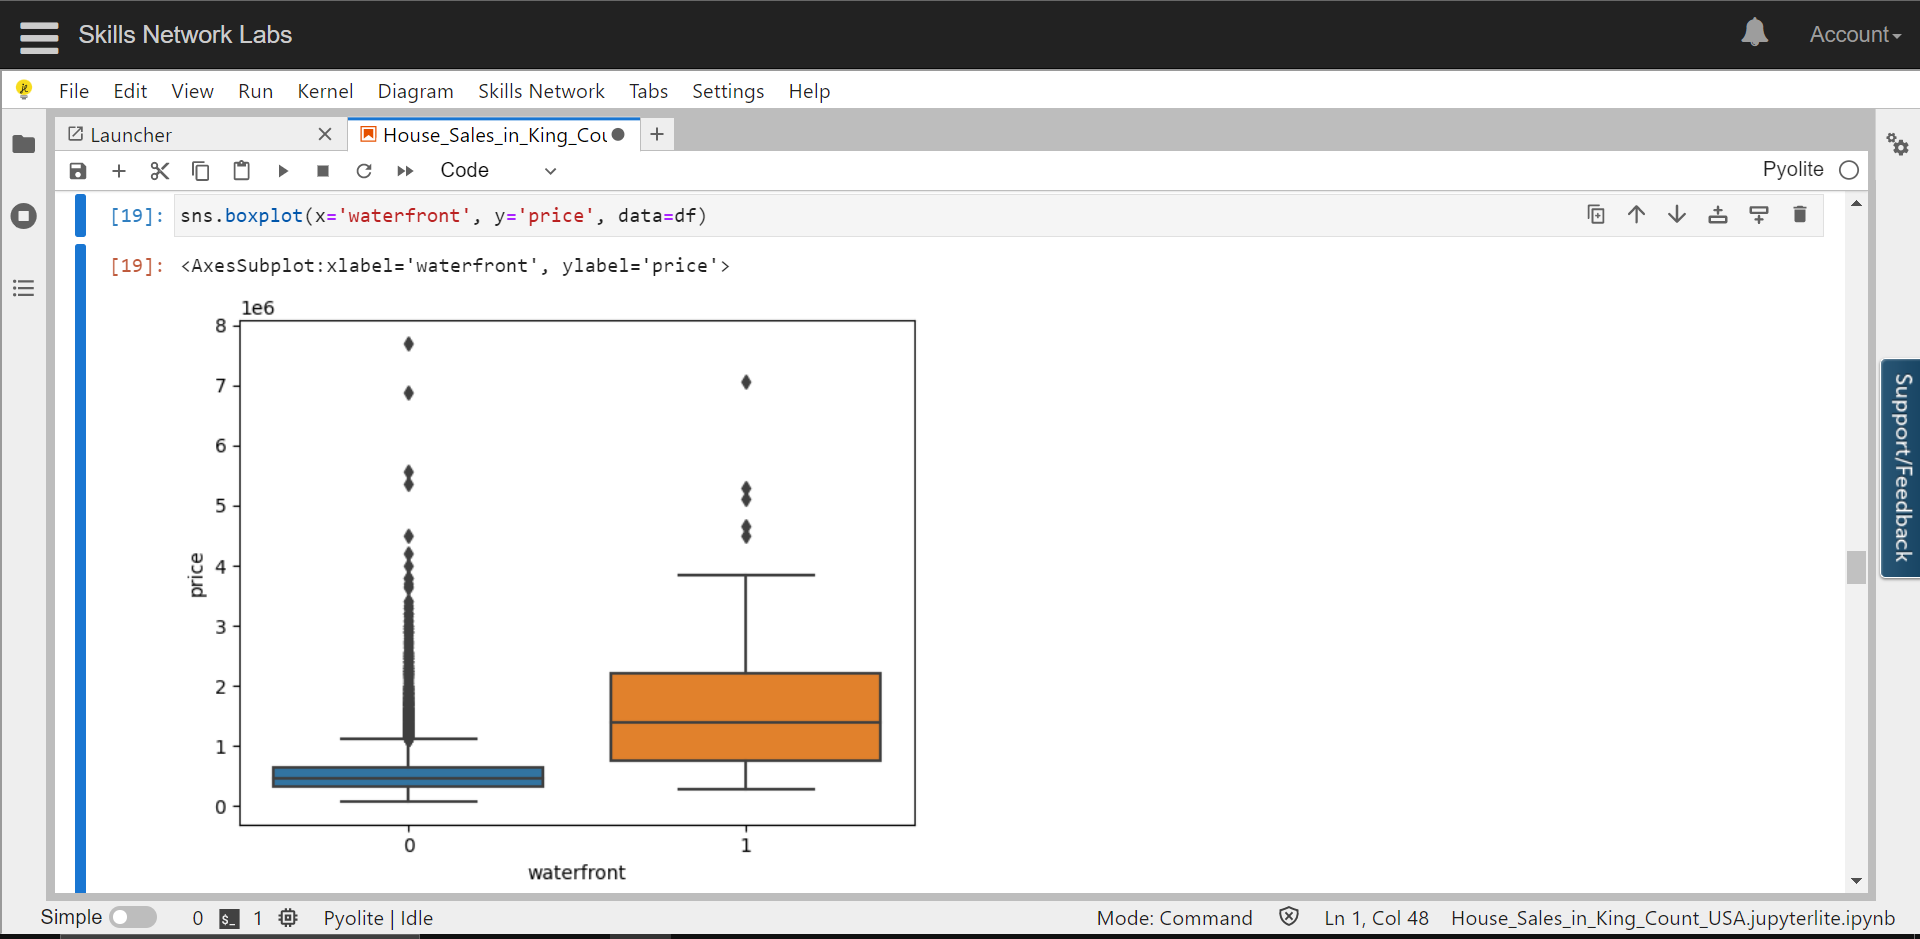 Skills Network Labs
Account
File Edit View Run Kernel Diagram Skills Network Tabs Settings Help
Launcher
House_Sales_in_King_Cou
Code
Pyolite
[19]: sns.boxplot(x='waterfront', y='price', data=df)
[19]: <AxesSubplot:xlabel='waterfront', ylabel='price'>
1e6
8
7
6
5
4
3
2
1
0
price
0 1
waterfront
Support/Feedback
Simple 0 $_ 1 Pyolite | Idle Mode: Command Ln 1, Col 48 House_Sales_in_King_Count_USA.jupyterlite.ipynb